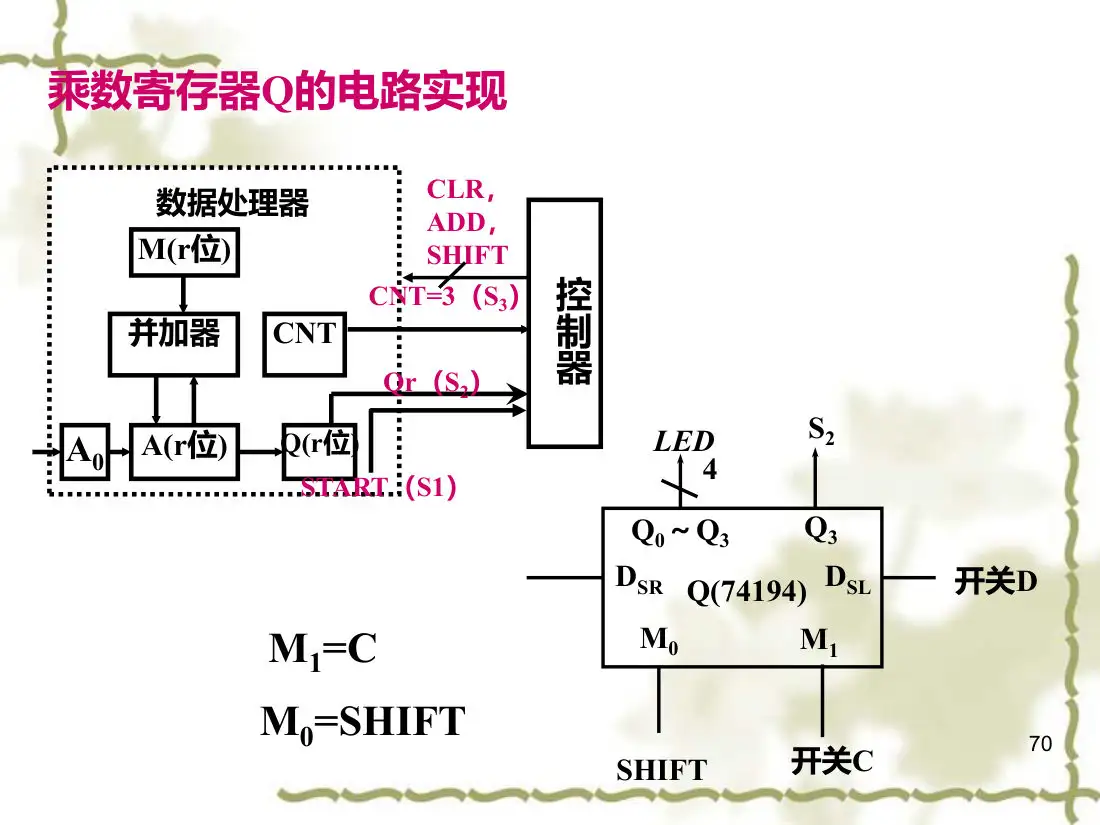 乘数寄存器Q的电路实现
数据处理器
M(r位)
并加器
CNT
A0
A(r位)
Q(r位)
CLR，
ADD，
SHIFT
CNT=3（S3）
Qr（S2）
START（S1）
控制器
LED
4
S2
Q0～Q3
Q3
DSR
Q(74194)
DSL
开关D
M0
M1
SHIFT
开关C
M1=C
M0=SHIFT
70